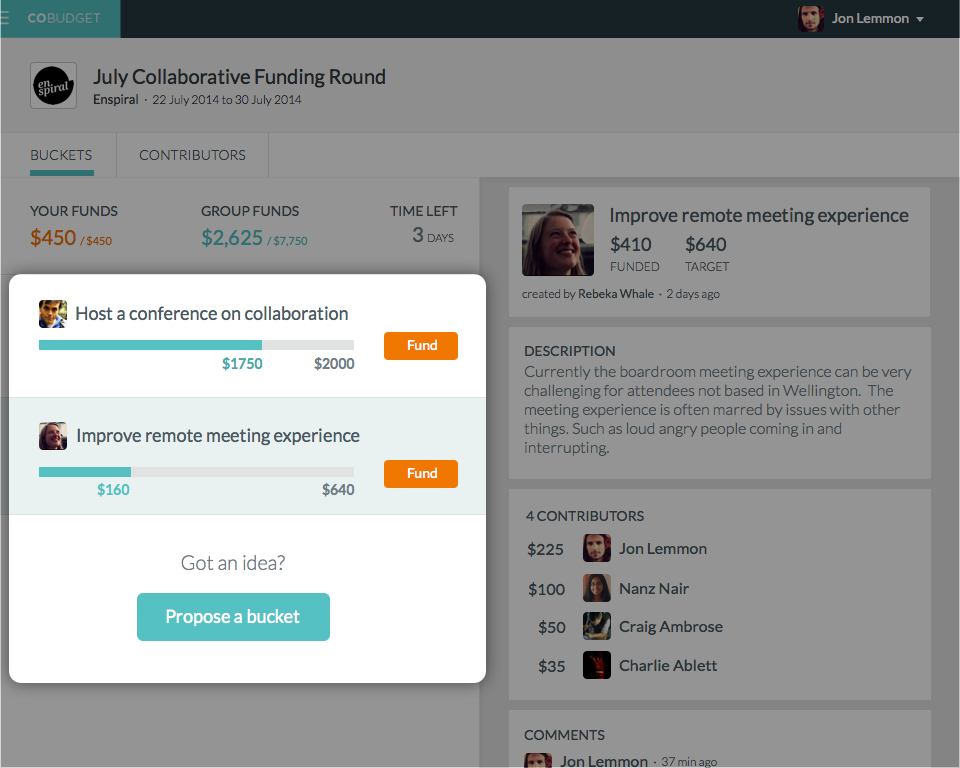 COBUDGET
Jon Lemmon
enspiral
July Collaborative Funding Round
Enspiral · 22 July 2014 to 30 July 2014
BUCKETS
CONTRIBUTORS
YOUR FUNDS
$450 / $450
GROUP FUNDS
$2,625 / $7,750
TIME LEFT
3 DAYS
Host a conference on collaboration
$1750
$2000
Fund
Improve remote meeting experience
$160
$640
Fund
Got an idea?
Propose a bucket
Improve remote meeting experience
$410
$640
FUNDED
TARGET
created by Rebeka Whale · 2 days ago
DESCRIPTION
Currently the boardroom meeting experience can be very
challenging for attendees not based in Wellington. The
meeting experience is often marred by issues with other
things. Such as loud angry people coming in and
interrupting.
4 CONTRIBUTORS
$225 Jon Lemmon
$100 Nanz Nair
$50 Craig Ambrose
$35 Charlie Ablett
COMMENTS
Jon Lemmon · 37 min ago